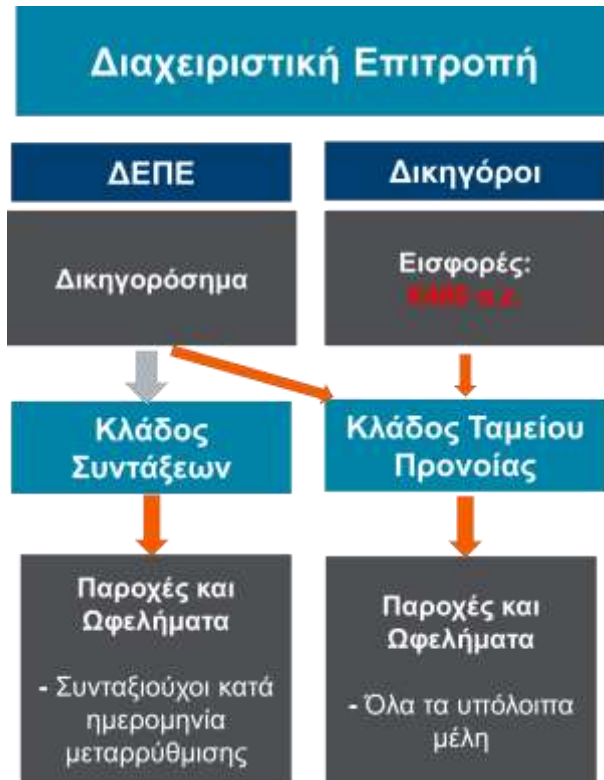 Διαχειριστική Επιτροπή
ΔΕΠΕ
Δικηγόροι
Δικηγορόσημα
Εισφορές:
Κλάδος
Συντάξεων
Κλάδος Ταμείου
Προνοίας
Παροχές και
Ωφελήματα
- Συνταξιούχοι κατά
ημερομηνία
μεταρρύθμισης
Παροχές και
Ωφελήματα
- Όλα τα υπόλοιπα
μέλη